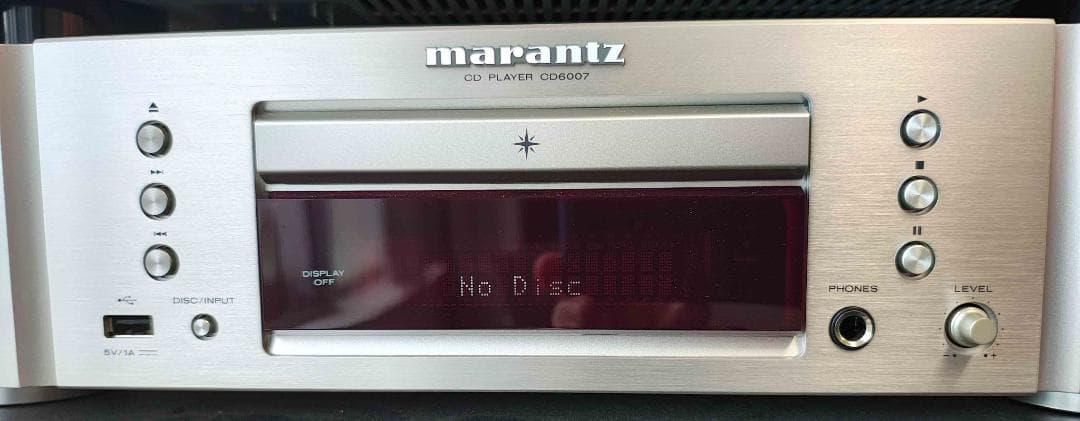 marantz
CD PLAYER CD6007
DISPLAY
OFF
No Disc
DISC/INPUT
5V/1A
PHONES
LEVEL
- +